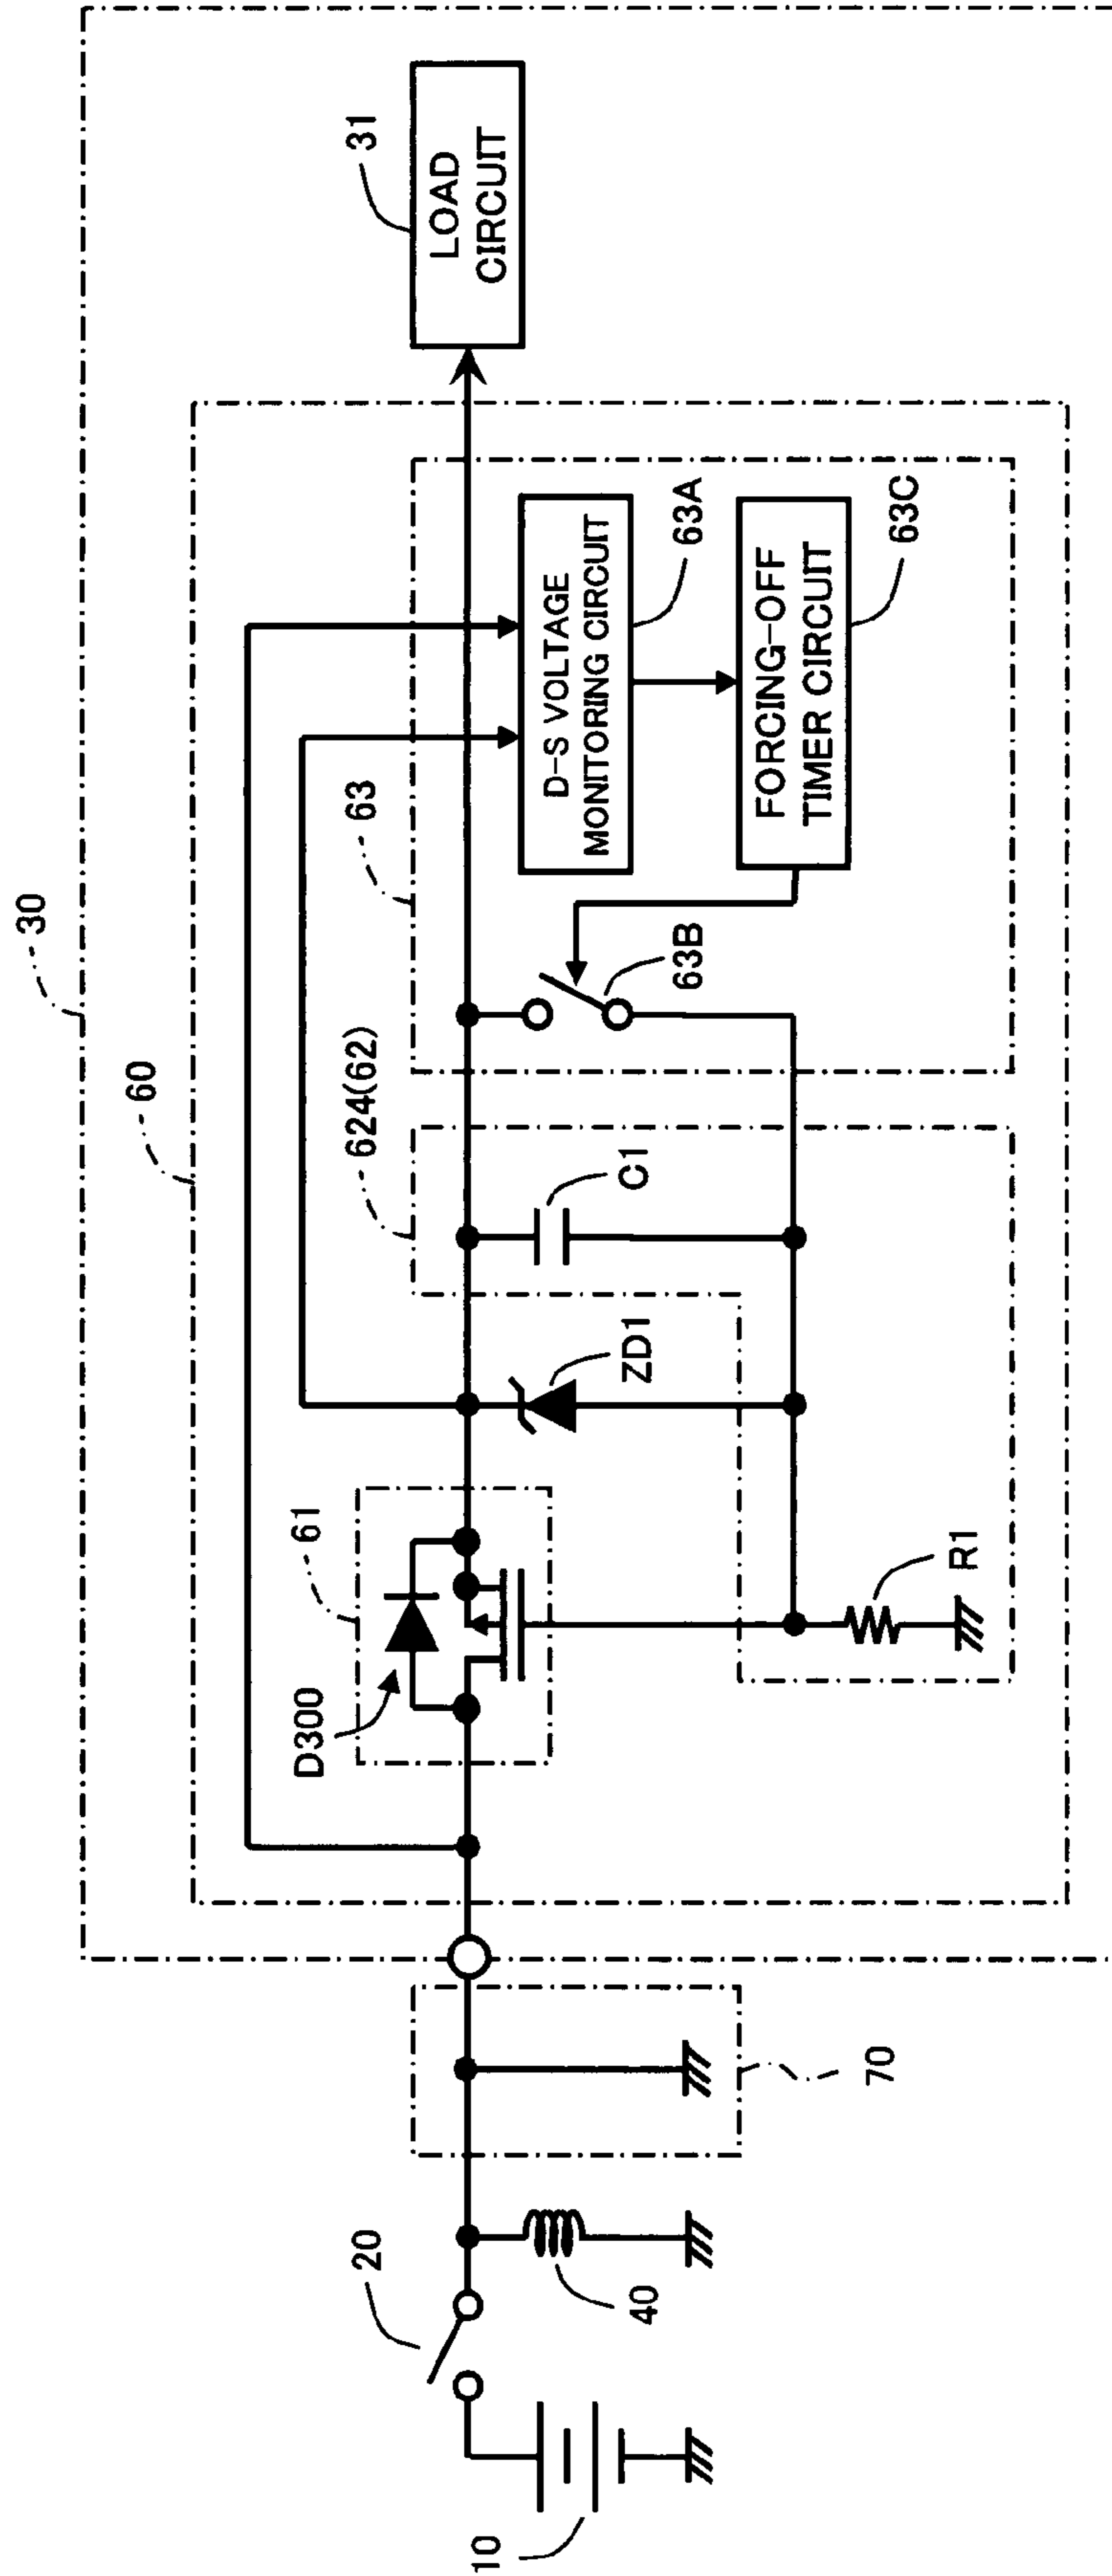 30
60
LOAD
CIRCUIT
31
63
624(62)
61
D300
D-S VOLTAGE
MONITORING CIRCUIT
63A
FORCING-OFF
TIMER CIRCUIT
63C
63B
C1
ZD1
R1
20
10
40
70